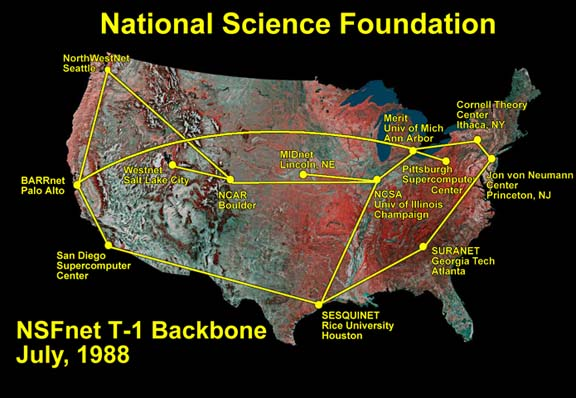 National Science Foundation
NorthWestNet
Seattle
Cornell Theory
Center
Ithaca, NY
Merit
Univ of Mich
Ann Arbor
MIDnet
Lincoln, NE
Westnet
Salt Lake City
BARRnet
Palo Alto
NCAR
Boulder
NCSA
Univ of Illinois
Champaign
Pittsburgh
Supercomputer
Center
Jon von Neumann
Center
Princeton, NJ
San Diego
Supercomputer
Center
SURANET
Georgia Tech
Atlanta
SESQUINET
Rice University
Houston
NSFnet T-1 Backbone
July, 1988